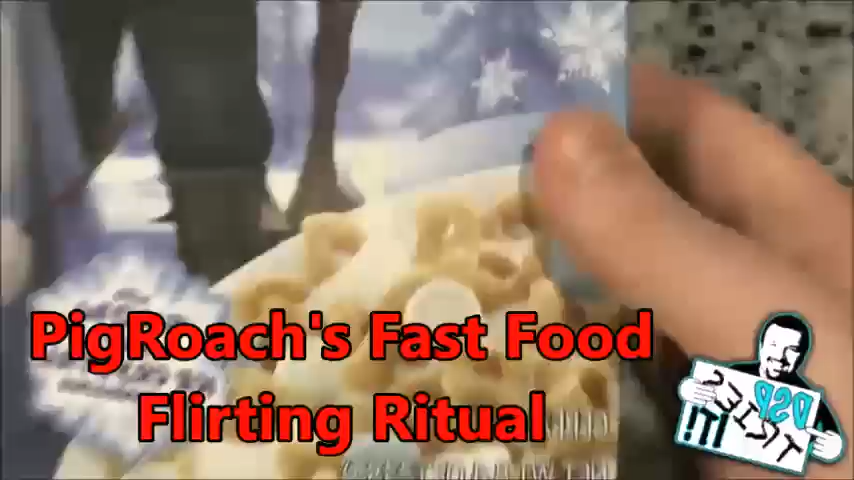 PigRoach's Fast Food
Flirting Ritual
DSP
TRIES
IT!